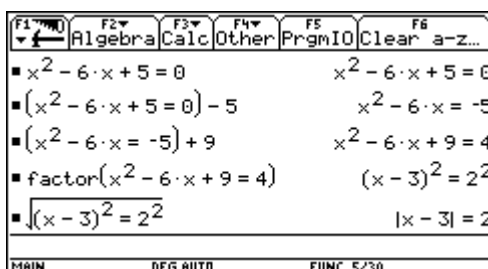 F1 F2▼ F3▼ F4▼ F5 F6
Algebra Calc Other PrgmIO Clear a-z…
▪ x² - 6·x + 5 = 0 x² - 6·x + 5 = 0
▪ (x² - 6·x + 5 = 0) - 5 x² - 6·x = -5
▪ (x² - 6·x = -5) + 9 x² - 6·x + 9 = 4
▪ factor(x² - 6·x + 9 = 4) (x - 3)² = 2²
▪ √((x - 3)² = 2²) |x - 3| = 2
MAIN DEG AUTO FUNC 5/30